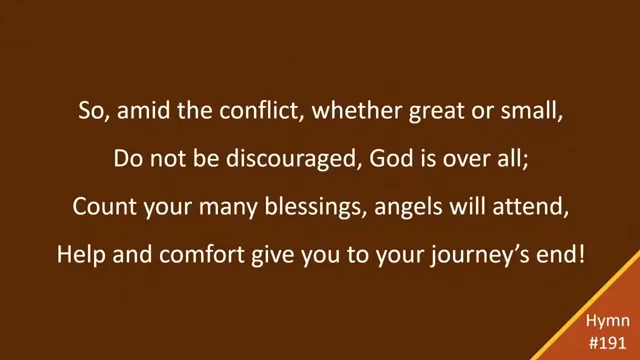 So, amid the conflict, whether great or small,
Do not be discouraged, God is over all;
Count your many blessings, angels will attend,
Help and comfort give you to your journey’s end!
Hymn
#191